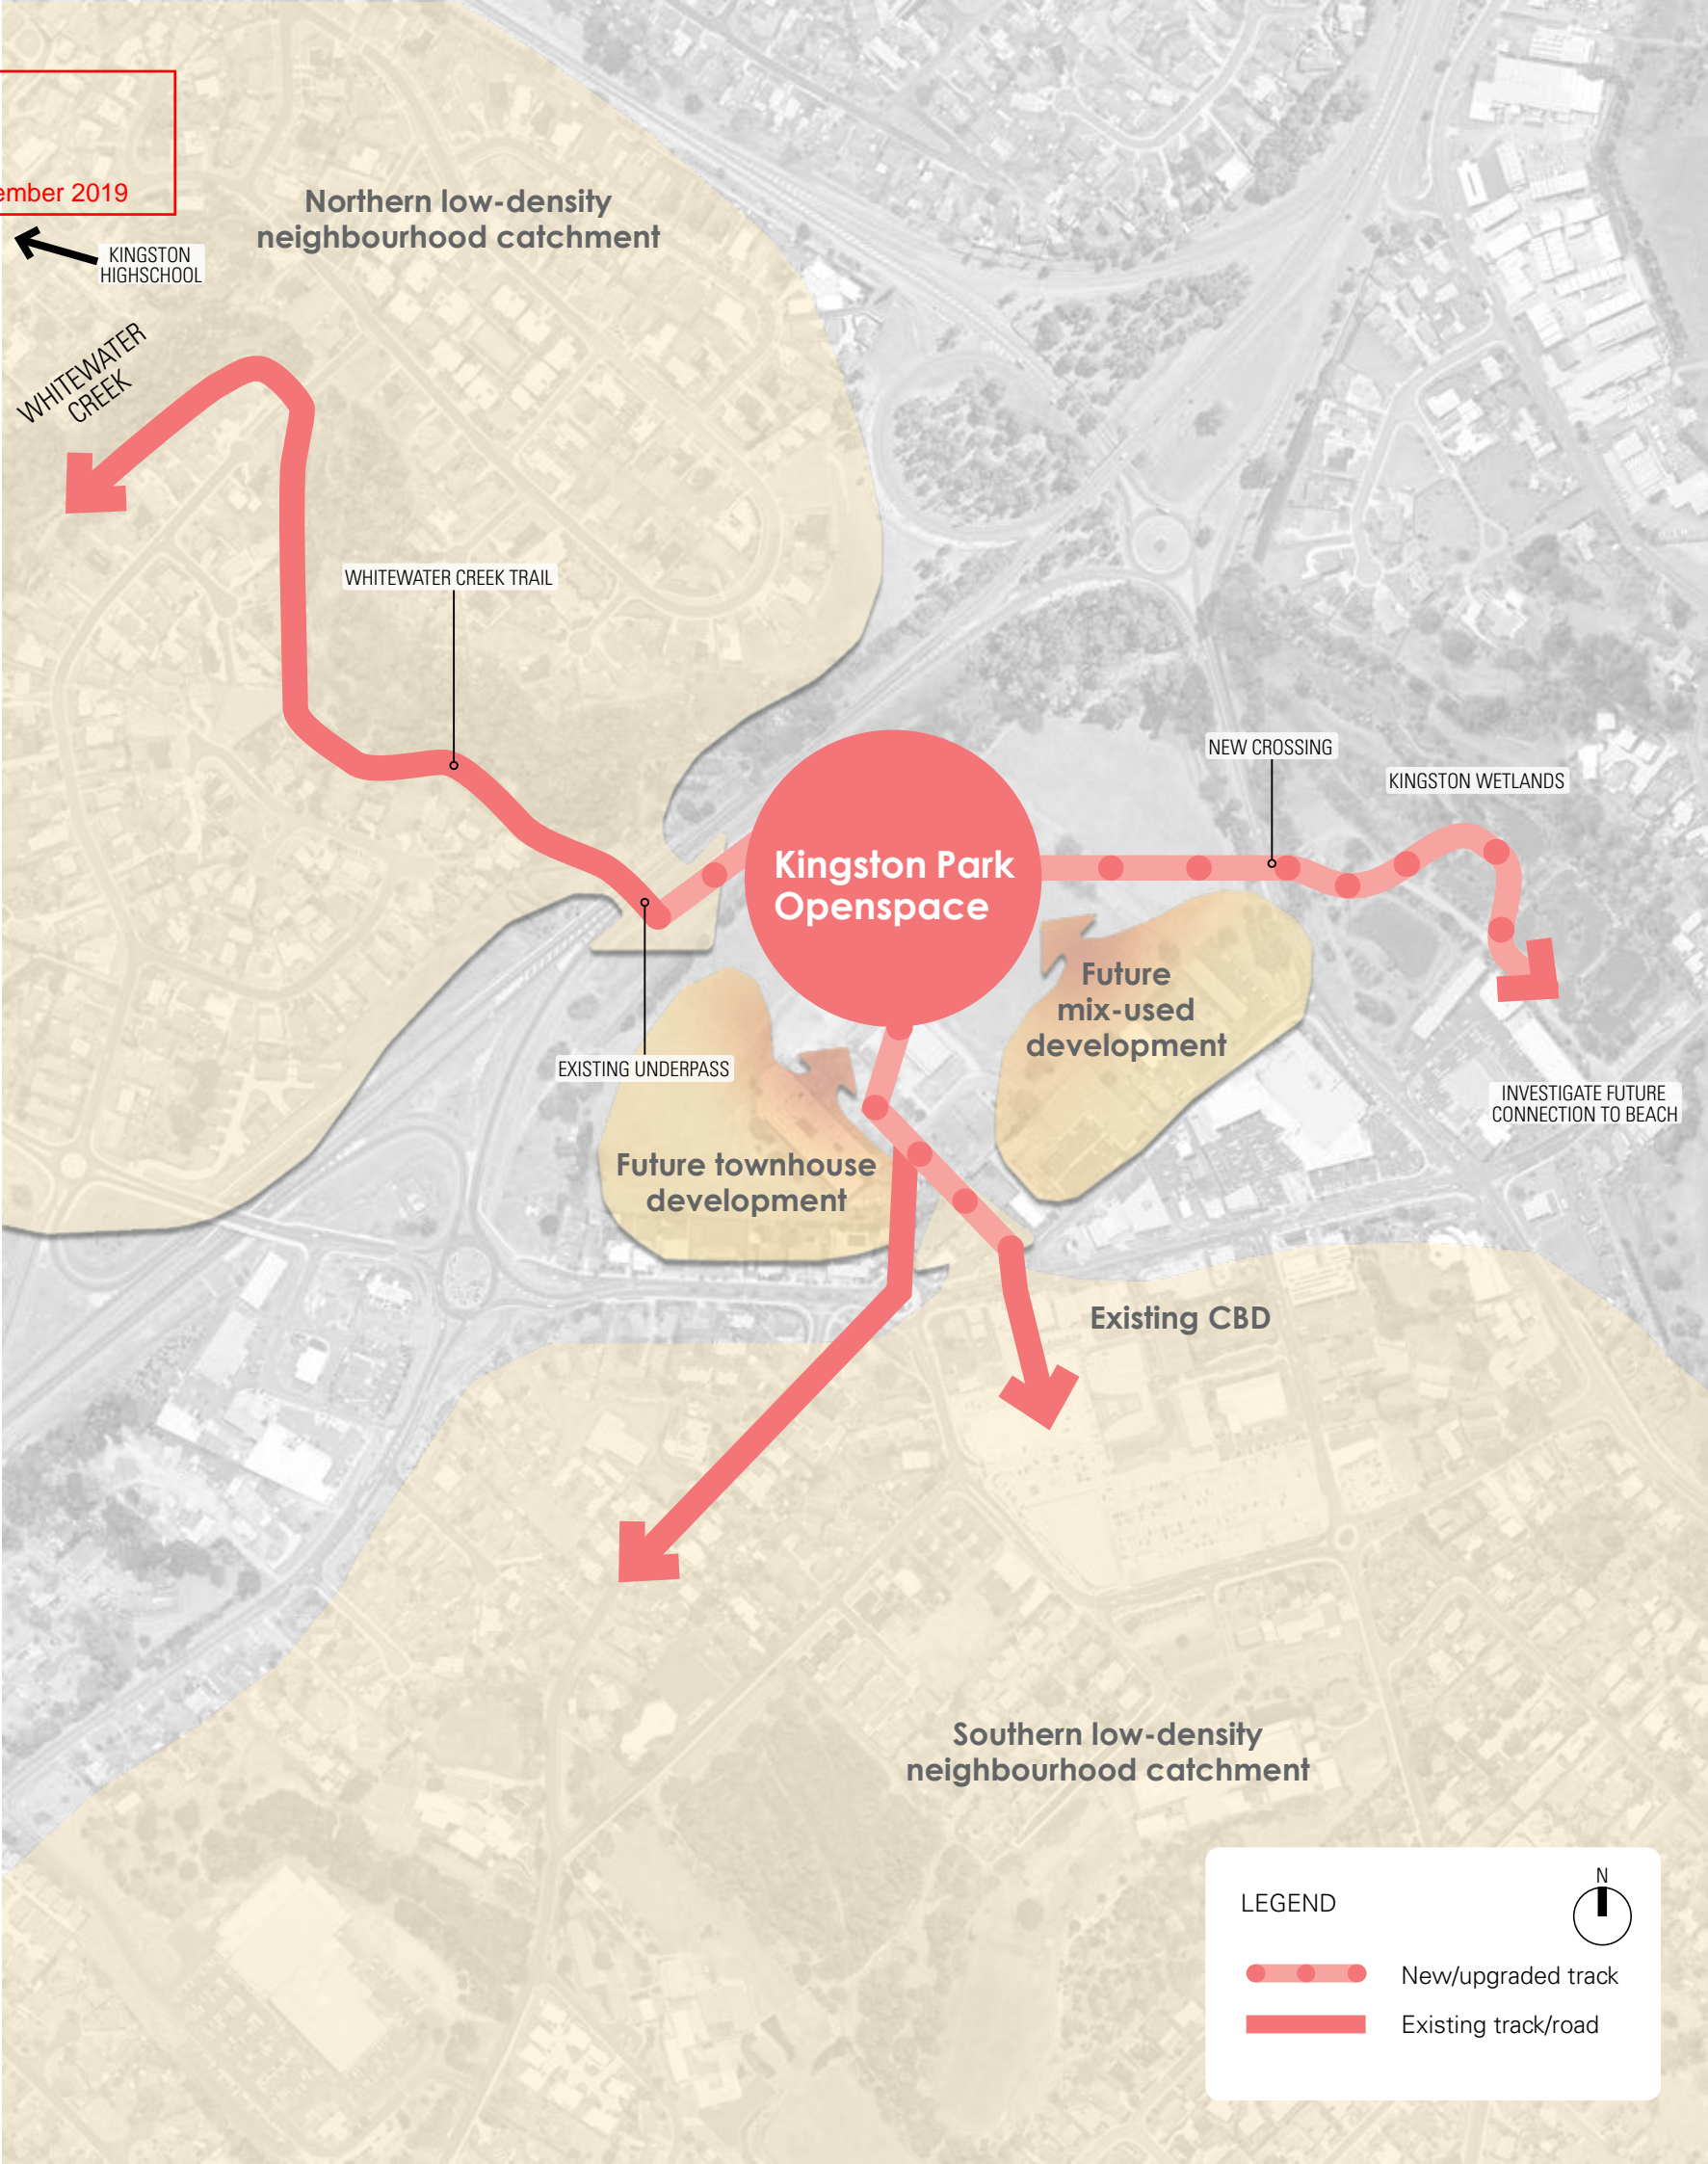 ember 2019
Northern low-density
neighbourhood catchment
KINGSTON
HIGHSCHOOL
WHITEWATER
CREEK
WHITEWATER CREEK TRAIL
NEW CROSSING
KINGSTON WETLANDS
Kingston Park
Openspace
Future
mix-used
development
EXISTING UNDERPASS
INVESTIGATE FUTURE
CONNECTION TO BEACH
Future townhouse
development
Existing CBD
Southern low-density
neighbourhood catchment
N
LEGEND
New/upgraded track
Existing track/road